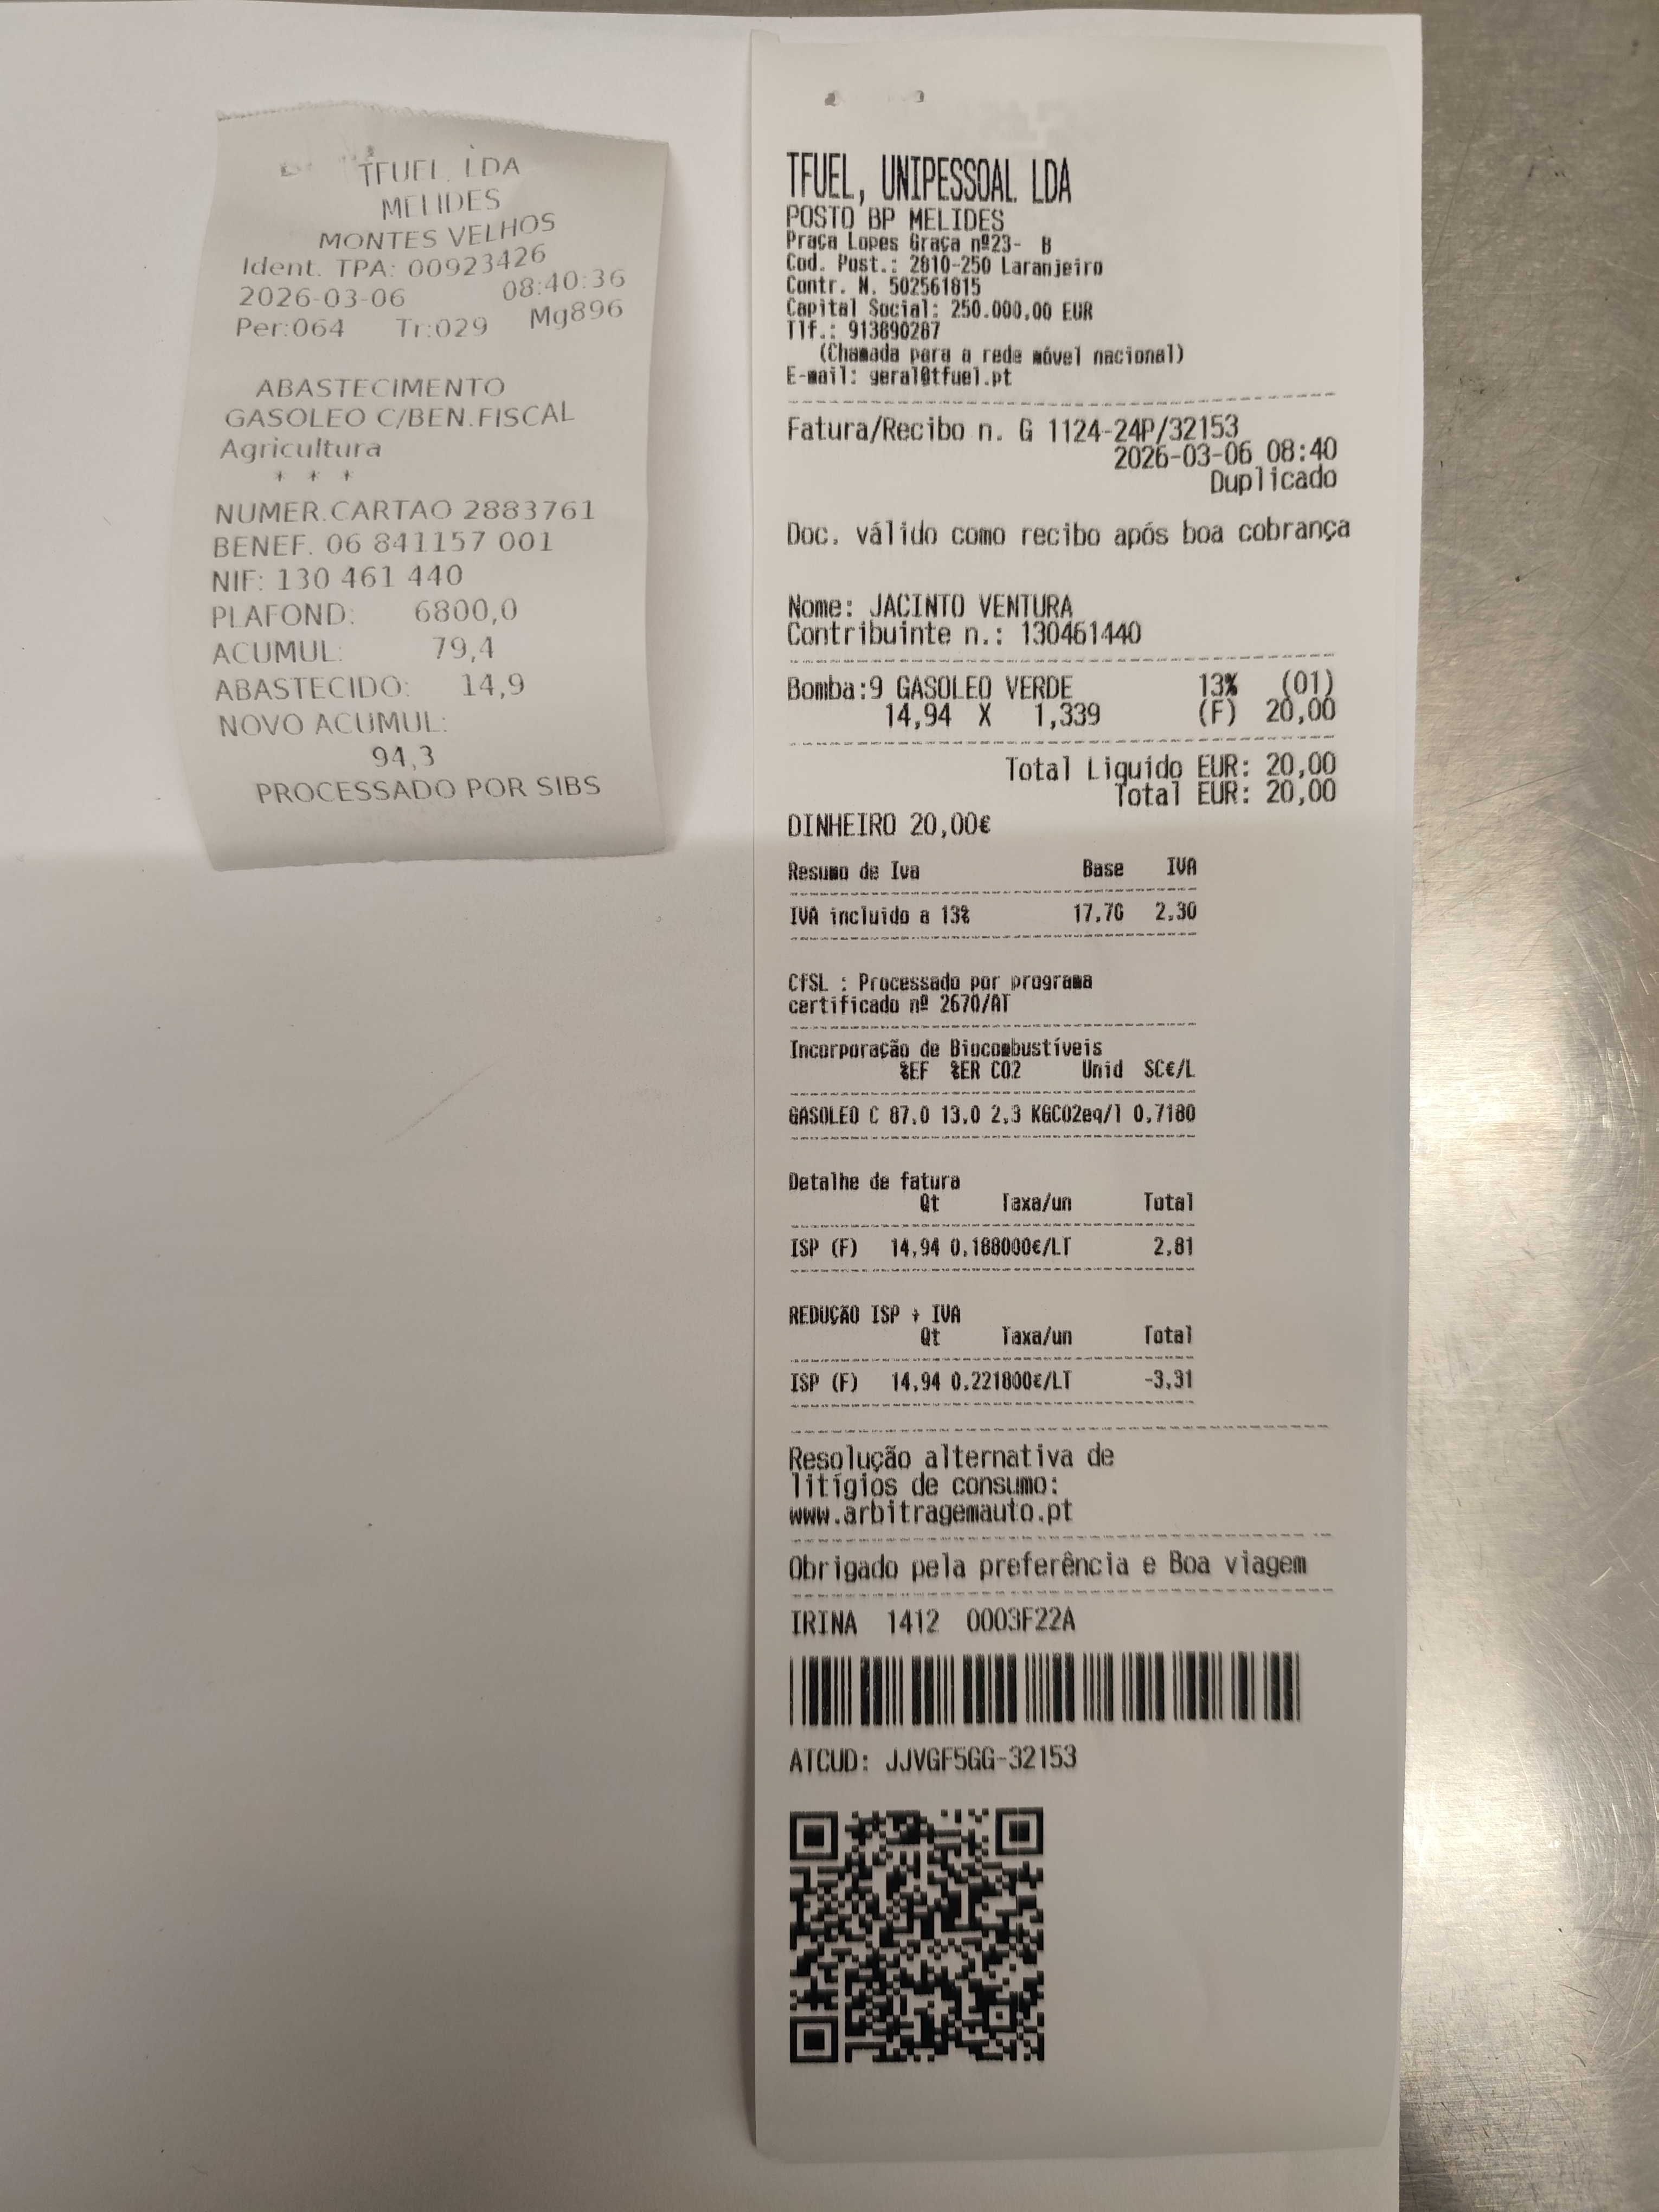 TFUEL, LDA
MELIDES
MONTES VELHOS
Ident. TPA: 00923426
2026-03-06 08:40:36
Per:064 Tr:029 Mg896
ABASTECIMENTO
GASOLEO C/BEN.FISCAL
Agricultura
* * *
NUMER.CARTAO 2883761
BENEF. 06 841157 001
NIF: 130 461 440
PLAFOND: 6800,0
ACUMUL: 79,4
ABASTECIDO: 14,9
NOVO ACUMUL:
94,3
PROCESSADO POR SIBS
TFUEL, UNIPESSOAL LDA
POSTO BP MELIDES
Praça Lopes Graça nº23- B
Cod. Post.: 2810-250 Laranjeiro
Contr. N. 502561815
Capital Social: 250.000,00 EUR
Tlf.: 913890287
(Chamada para a rede móvel nacional)
E-mail: geral@tfuel.pt
Fatura/Recibo n. G 1124-24P/32153
2026-03-06 08:40
Duplicado
Doc. válido como recibo após boa cobrança
Nome: JACINTO VENTURA
Contribuinte n.: 130461440
Bomba:9 GASOLEO VERDE 13% (01)
14,94 X 1,339 (F) 20,00
Total Liquido EUR: 20,00
Total EUR: 20,00
DINHEIRO 20,00€
Resumo de Iva Base IVA
IVA incluido a 13% 17,70 2,30
CfSL : Processado por programa
certificado nº 2670/AT
Incorporação de Biocombustíveis
%EF %ER CO2 Unid SC€/L
GASOLEO C 87,0 13,0 2,3 KGCO2eq/l 0,7180
Detalhe de fatura
Qt Taxa/un Total
ISP (F) 14,94 0,188000€/LT 2,81
REDUÇÃO ISP + IVA
Qt Taxa/un Total
ISP (F) 14,94 0,221800€/LT -3,31
Resolução alternativa de
litígios de consumo:
www.arbitragemauto.pt
Obrigado pela preferência e Boa viagem
IRINA 1412 0003F22A
ATCUD: JJVGF5GG-32153